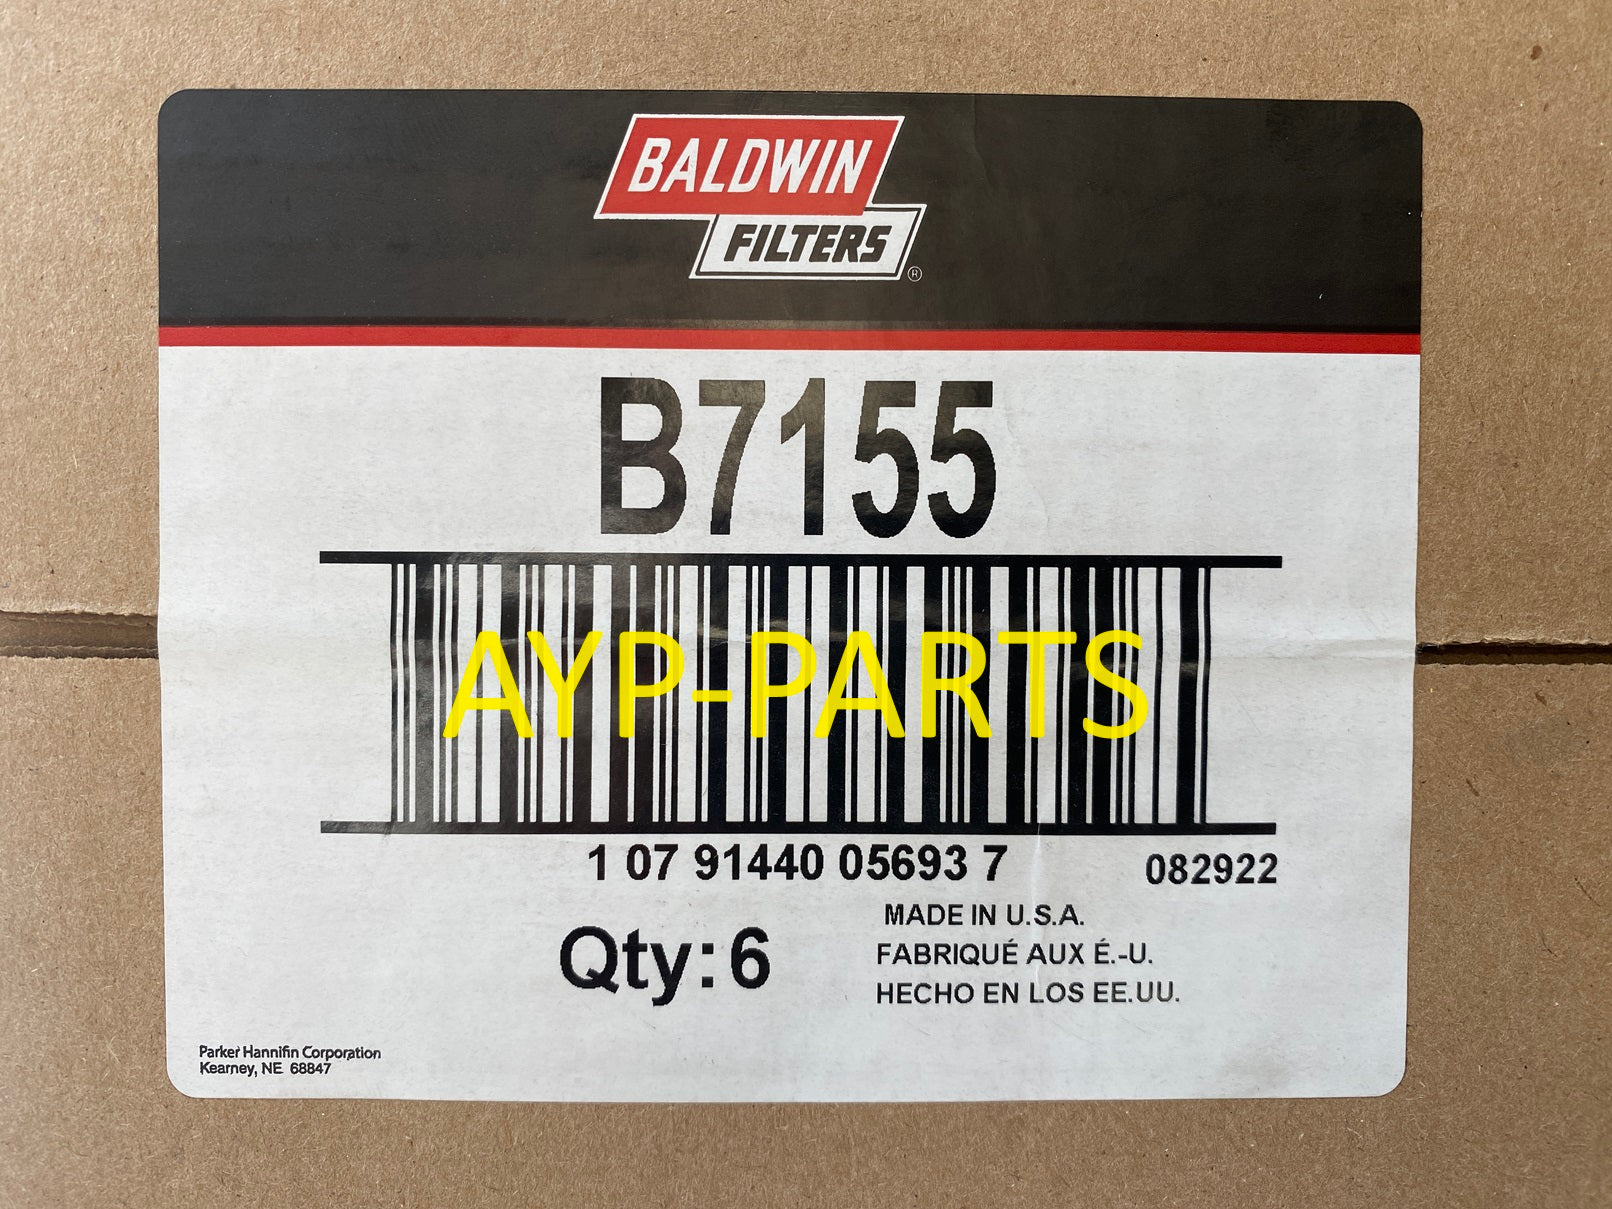 BALDWIN
FILTERS
®
B7155
AYP-PARTS
1 07 91440 05693 7
082922
Qty: 6
MADE IN U.S.A.
FABRIQUÉ AUX É.-U.
HECHO EN LOS EE.UU.
Parker Hannifin Corporation
Kearney, NE 68847